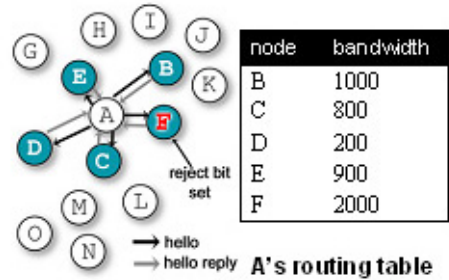 G
H
I
J
K
E
B
A
F
D
C
reject bit
set
M
L
O
N
hello
hello reply
node bandwidth
B 1000
C 800
D 200
E 900
F 2000
A's routing table